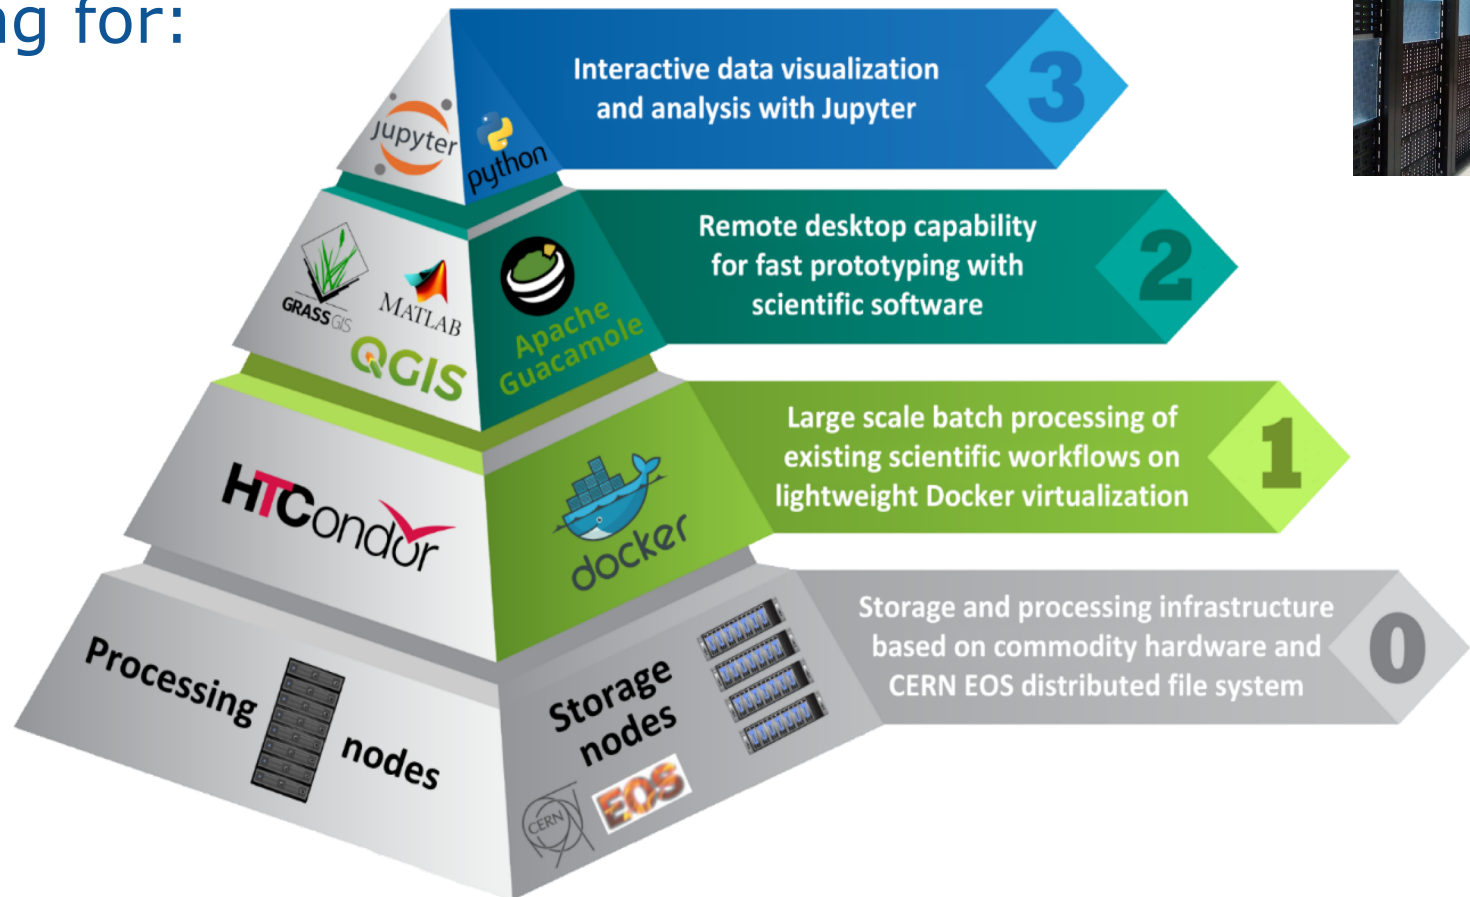 ng for:
Interactive data visualization
and analysis with Jupyter
3
Jupyter
python
Remote desktop capability
for fast prototyping with
scientific software
2
GRASS GIS
MATLAB
QGIS
Apache
Guacamole
Large scale batch processing of
existing scientific workflows on
lightweight Docker virtualization
1
HTCondor
docker
Storage and processing infrastructure
based on commodity hardware and
CERN EOS distributed file system
0
Processing
nodes
Storage
nodes
CERN
EOS